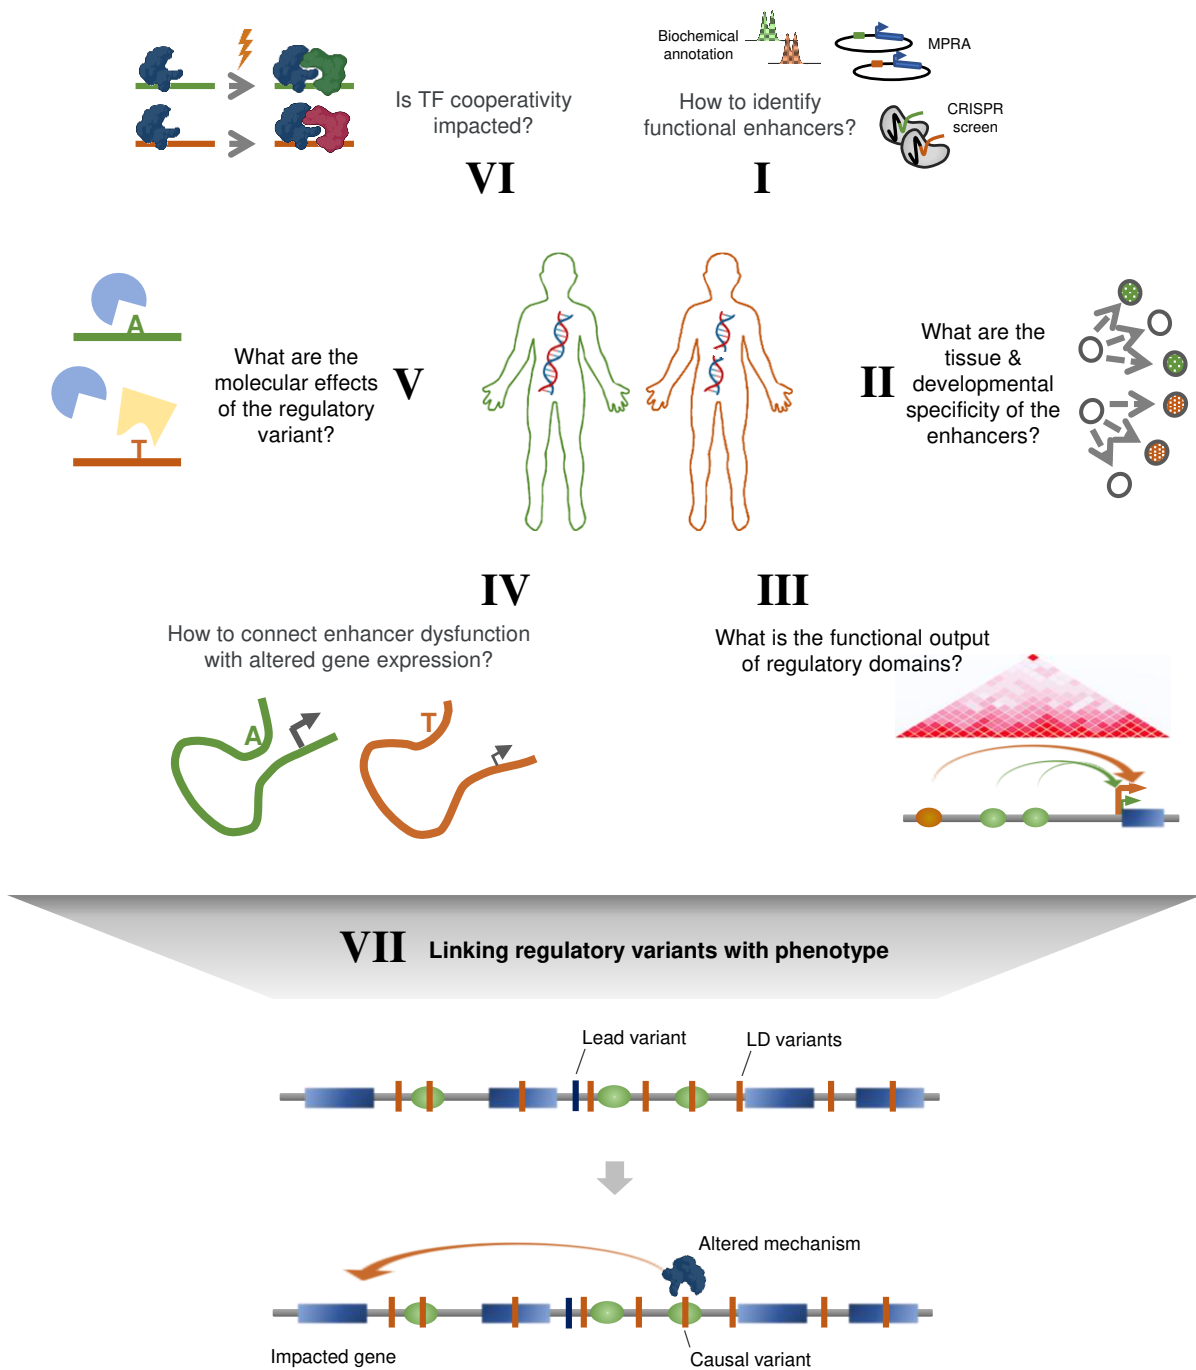 Biochemical
annotation
MPRA
CRISPR
screen
How to identify
functional enhancers?
I
Is TF cooperativity
impacted?
VI
What are the
tissue &
developmental
specificity of the
enhancers?
II
A
T
What are the
molecular effects
of the regulatory
variant?
V
IV
How to connect enhancer dysfunction
with altered gene expression?
A
T
III
What is the functional output
of regulatory domains?
VII Linking regulatory variants with phenotype
Lead variant
LD variants
Altered mechanism
Impacted gene
Causal variant